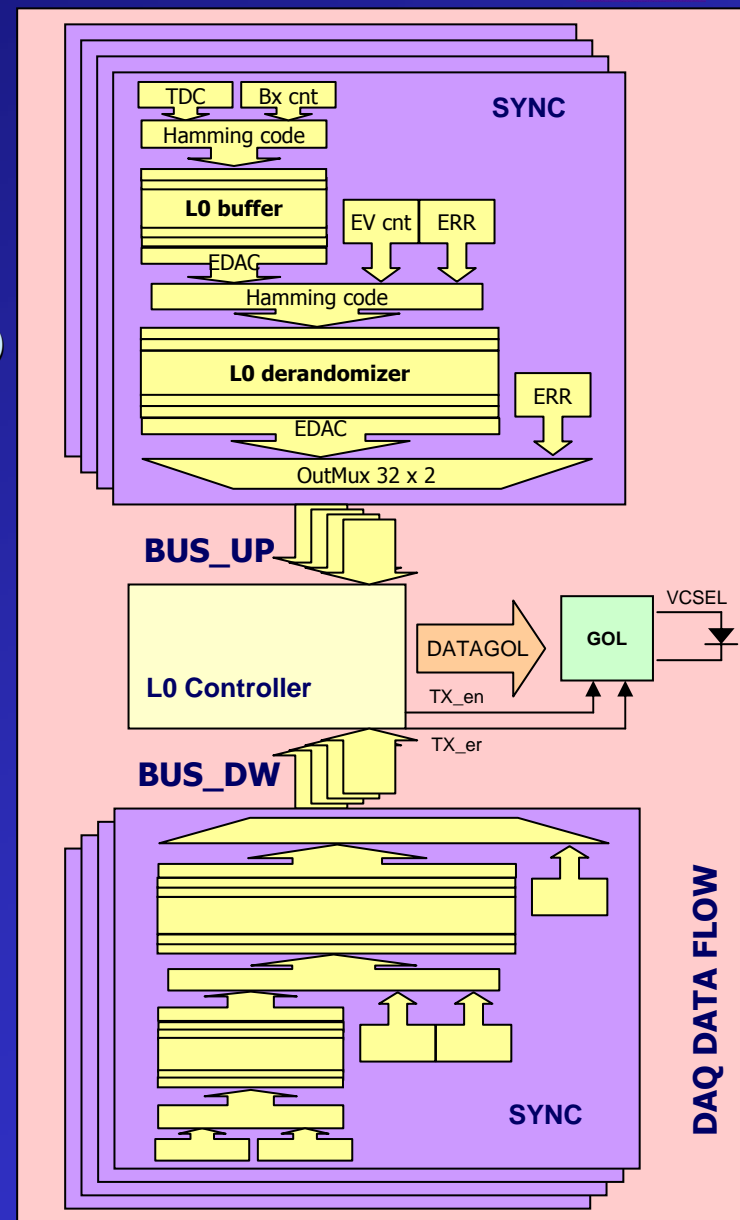 TDC Bx cnt
SYNC
Hamming code
L0 buffer
EV cnt ERR
EDAC
Hamming code
L0 derandomizer
ERR
EDAC
OutMux 32 x 2
BUS_UP
VCSEL
DATAGOL
GOL
L0 Controller
TX_en
TX_er
BUS_DW
DAQ DATA FLOW
SYNC